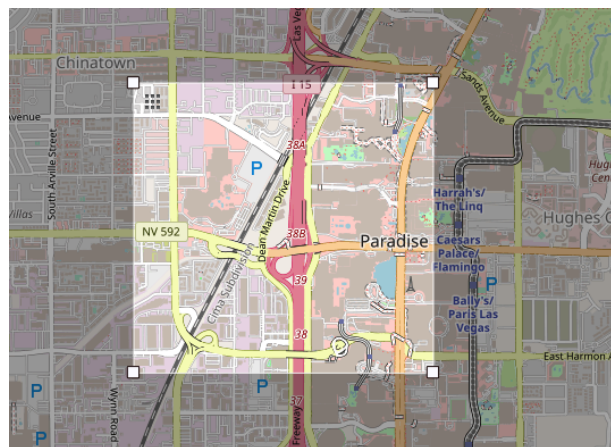 Las Ve
Chinatown
I 15
Sands Avenue
Avenue
South Arville Street
38A
P
Dean Martin Drive
Harrah's/
The Linq
Villas
NV 592
38B
Paradise
Hughes C
Caesars
Palace/
Flamingo
Cima Subdivision
39
P
Bally's/
Paris Las
Vegas
38
East Harmon A
P
P
Wynn Road
37
Freeway
P